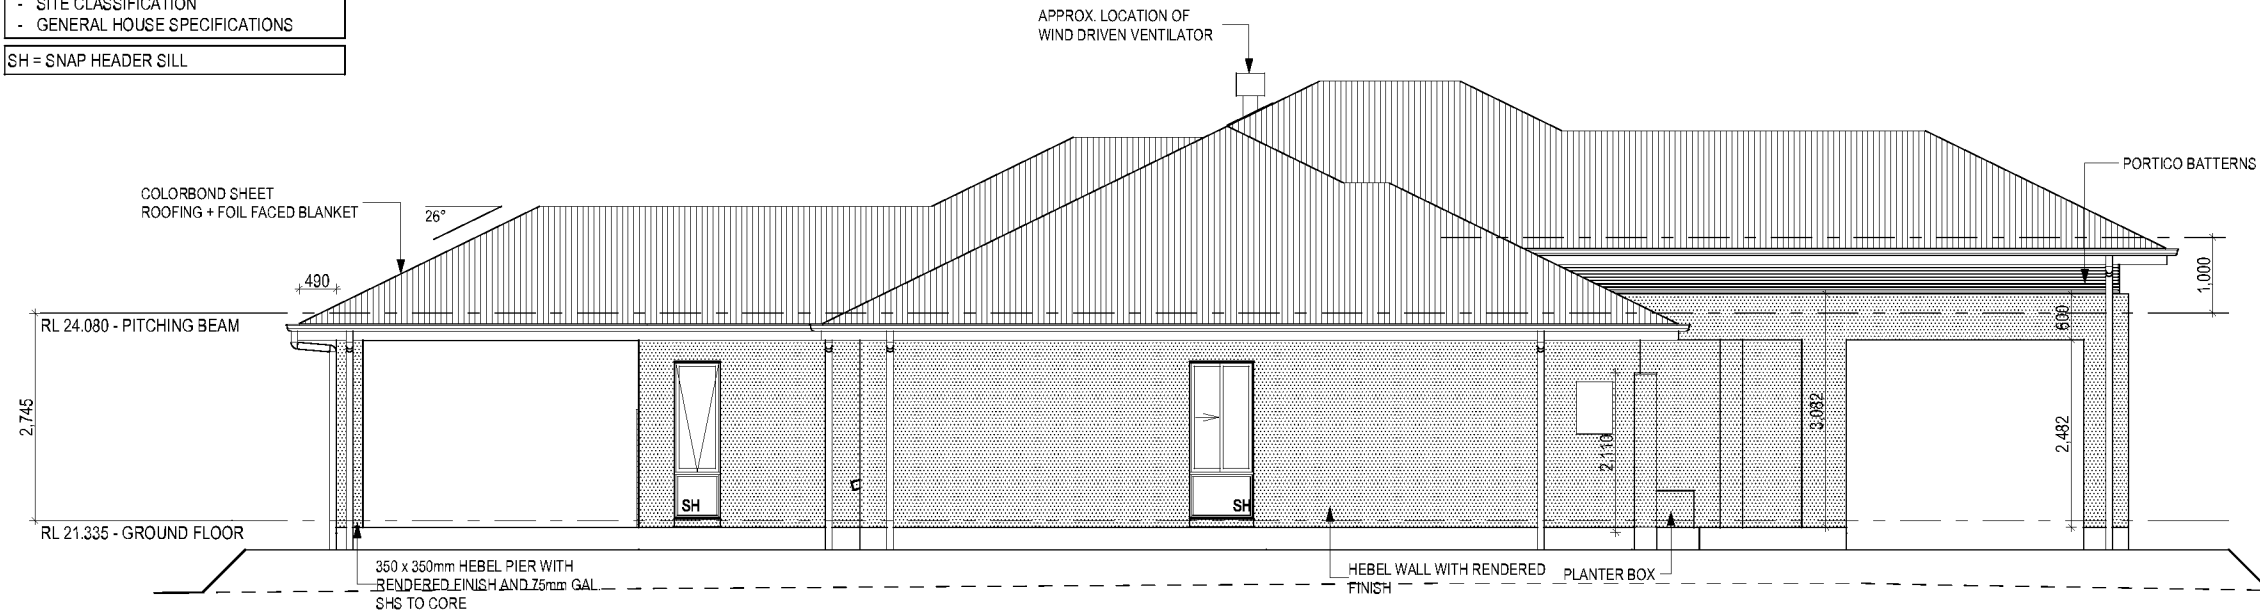 - SITE CLASSIFICATION
- GENERAL HOUSE SPECIFICATIONS
SH = SNAP HEADER SILL
APPROX. LOCATION OF
WIND DRIVEN VENTILATOR
COLORBOND SHEET
ROOFING + FOIL FACED BLANKET
26°
PORTICO BATTERNS
490
1,000
RL 24.080 - PITCHING BEAM
600
2,745
3,082
2,482
2,110
SH
SH
RL 21.335 - GROUND FLOOR
350 x 350mm HEBEL PIER WITH
RENDERED FINISH AND 75mm GAL.
SHS TO CORE
HEBEL WALL WITH RENDERED
FINISH
PLANTER BOX